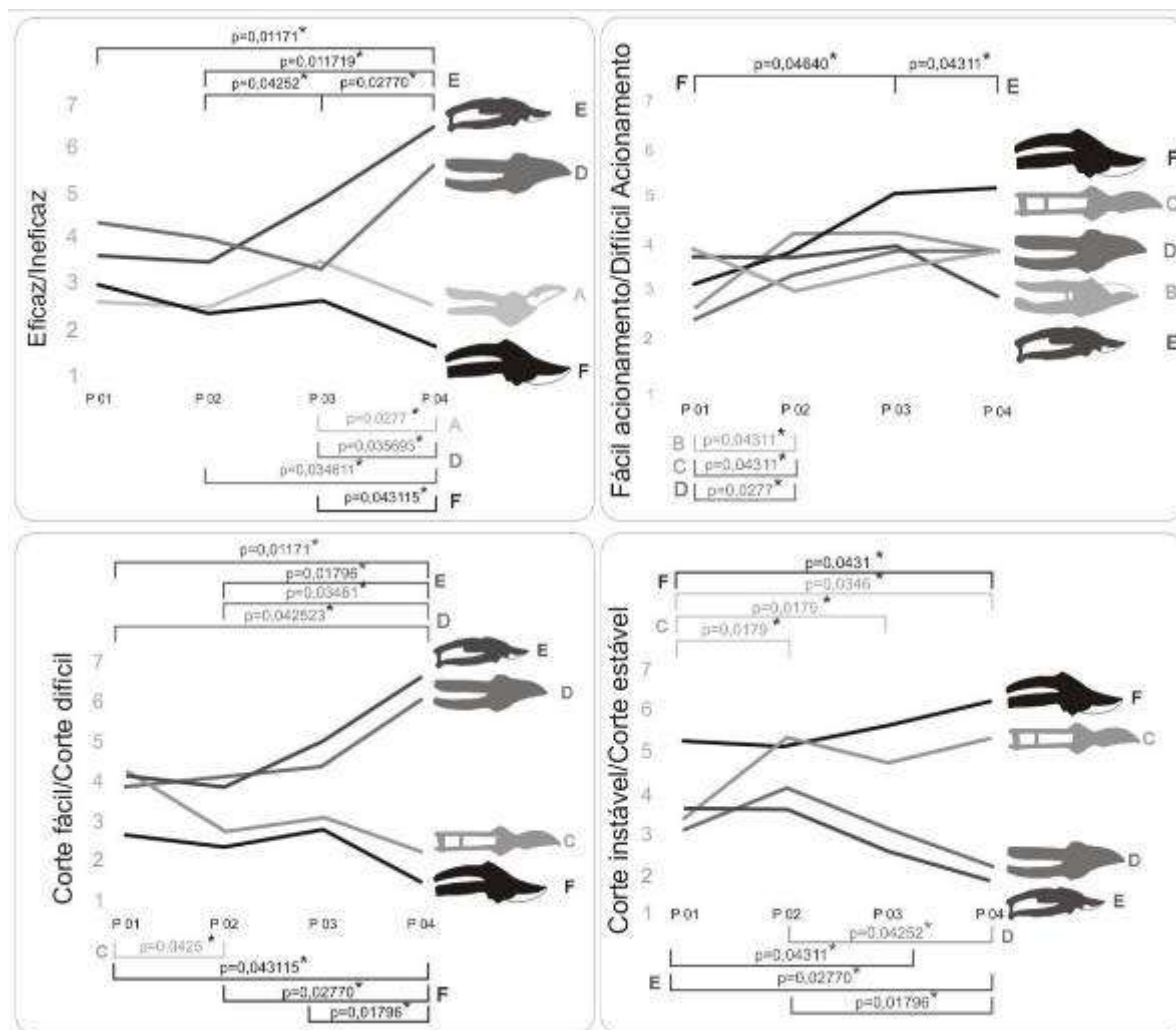 p=0,01171*
p=0,011719*
p=0,04252* p=0,02770* E
7
6
5
4
3
2
1
Eficaz/Ineficaz
E
D
A
F
P 01 P 02 P 03 P 04
p=0,0277* A
p=0,035693*
p=0,034611* D
p=0,043115* F
F p=0,04640* p=0,04311* E
7
6
5
4
3
2
1
Fácil acionamento/Difíicil Acionamento
F
C
D
B
E
P 01 P 02 P 03 P 04
B p=0,04311*
C p=0,04311*
D p=0,0277*
p=0,01171*
p=0,01796* E
p=0,03461*
p=0,042523* D
7
6
5
4
3
2
1
Corte fácil/Corte difícil
E
D
C
F
P 01 P 02 P 03 P 04
C p=0,0425*
p=0,043115*
p=0,02770* F
p=0,01796*
F p=0,0431*
p=0,0346*
p=0,0179*
C p=0,0179*
7
6
5
4
3
2
1
Corte instável/Corte estável
F
C
D
E
P 01 P 02 P 03 P 04
p=0,04252* D
p=0,04311*
E p=0,02770*
p=0,01796*